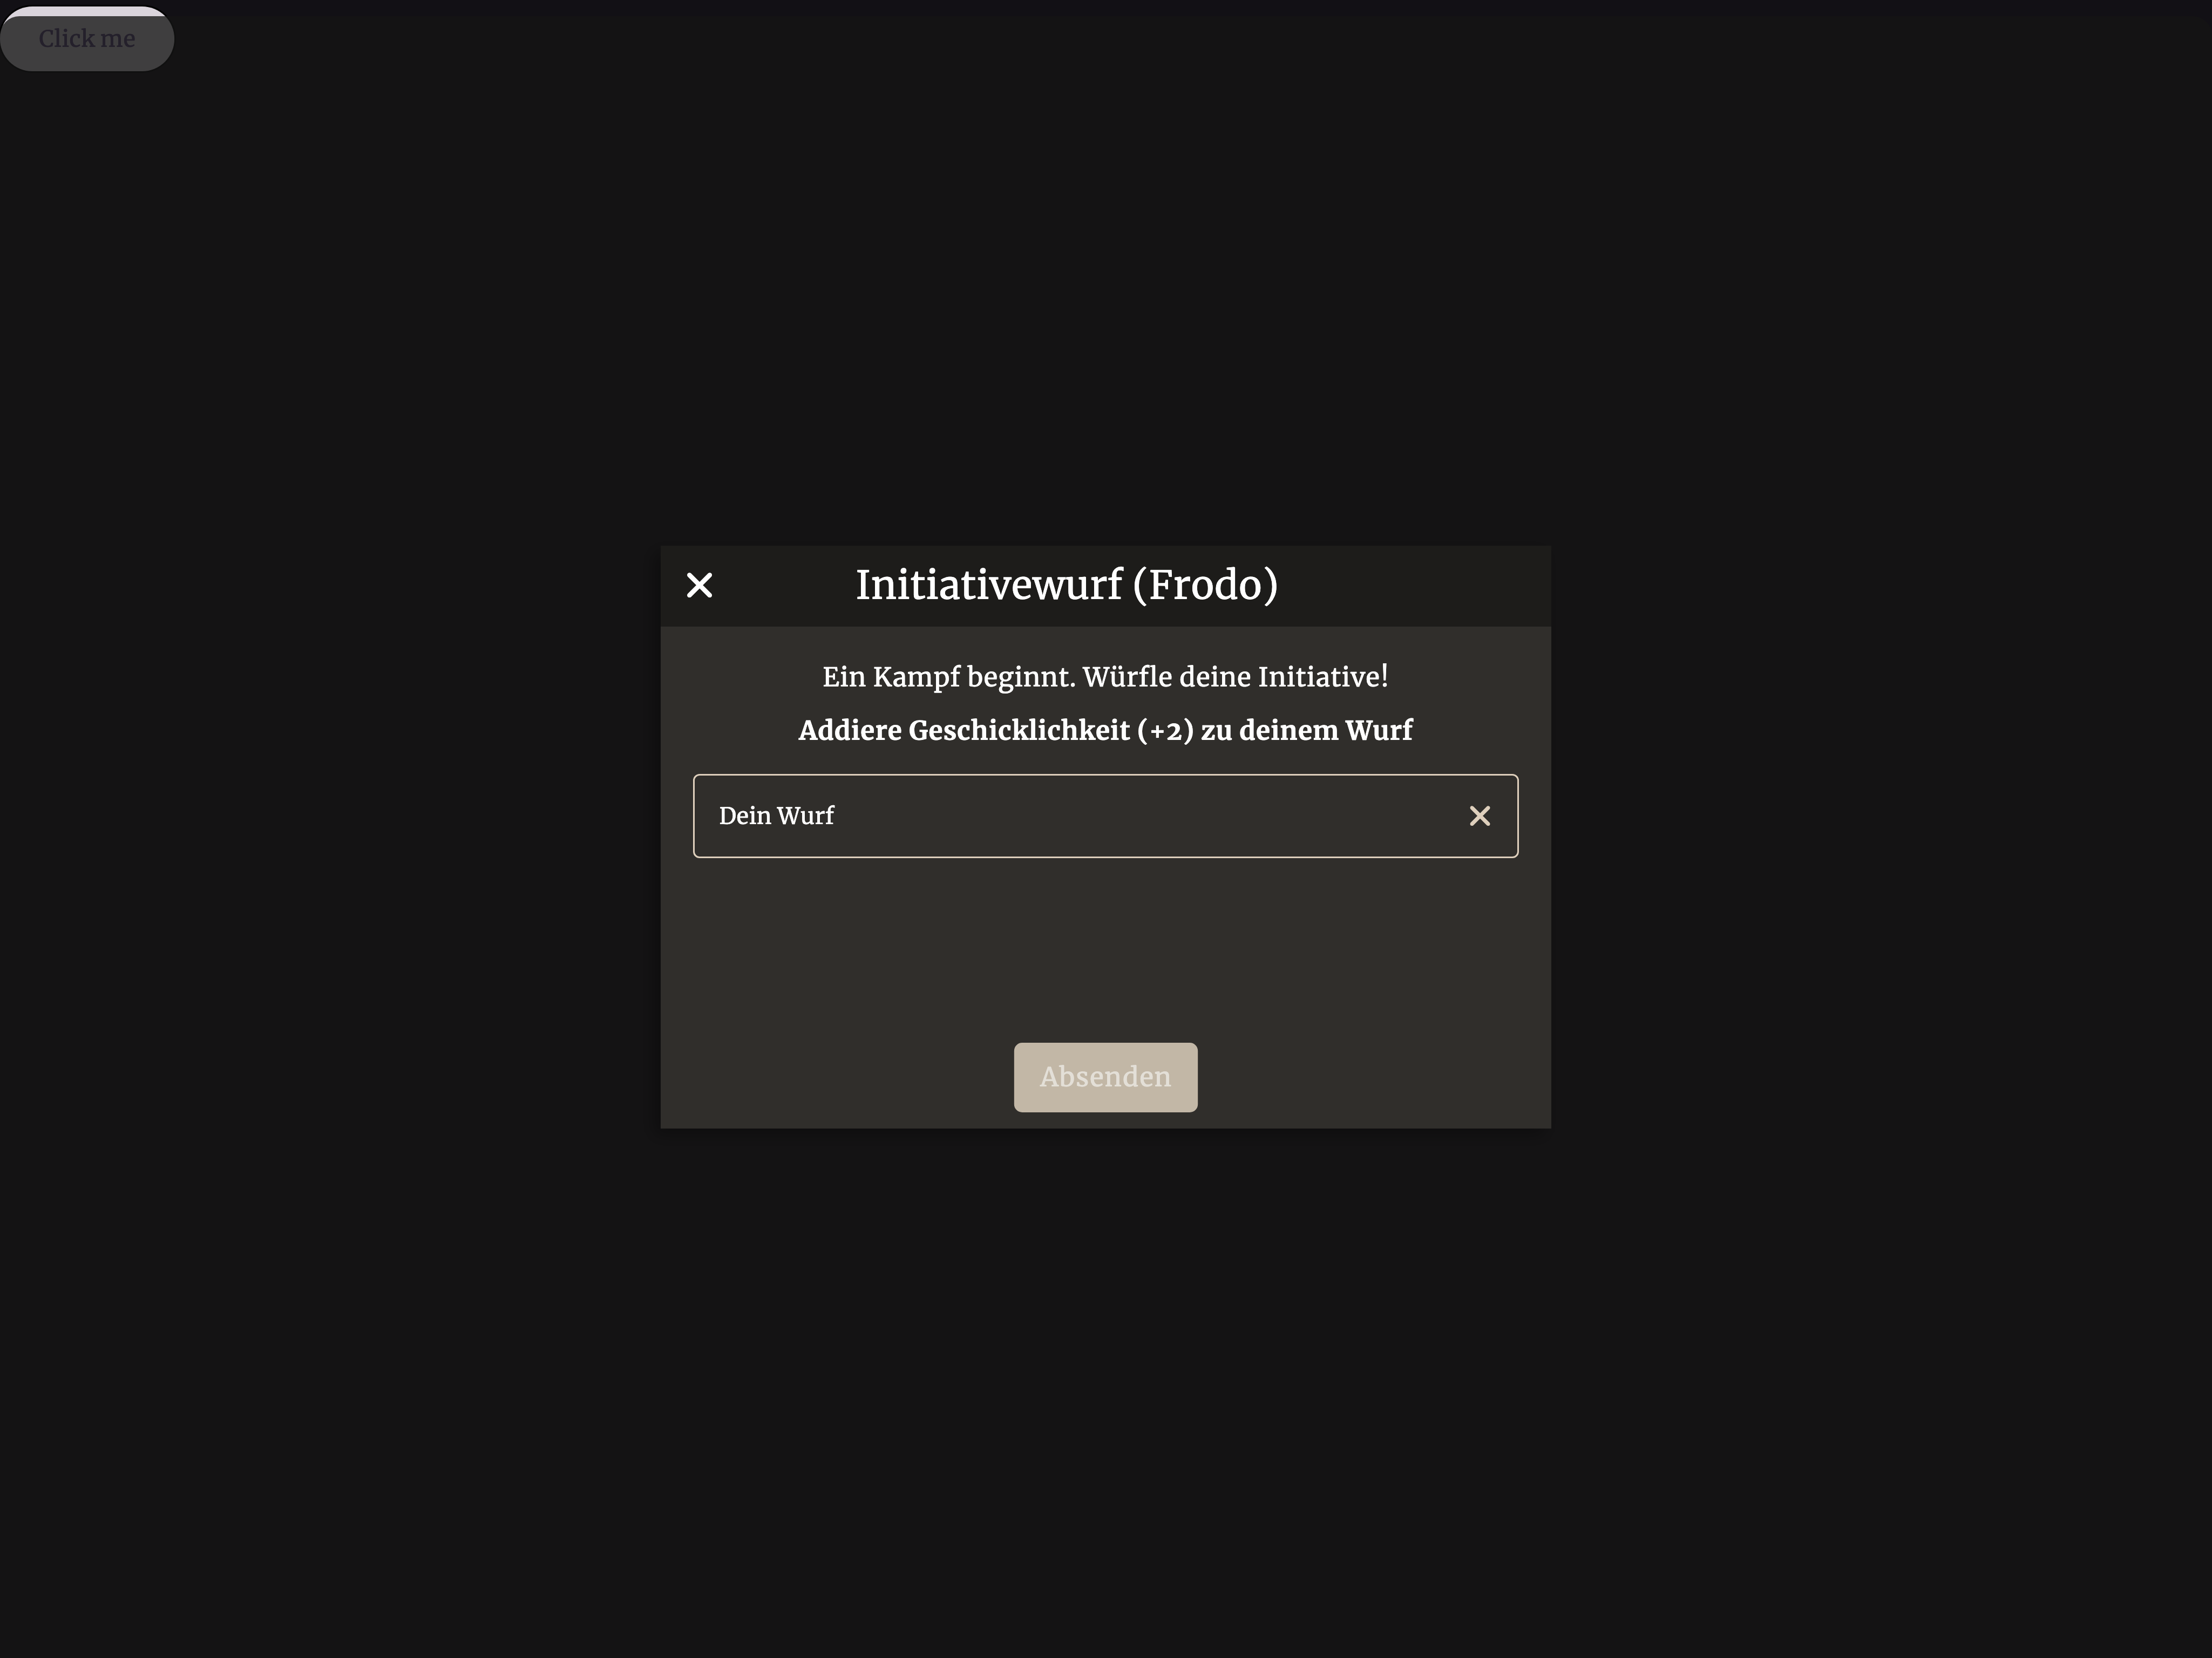 Click me
Initiativewurf (Frodo)
Ein Kampf beginnt. Würfle deine Initiative!
Addiere Geschicklichkeit (+2) zu deinem Wurf
Dein Wurf
Absenden